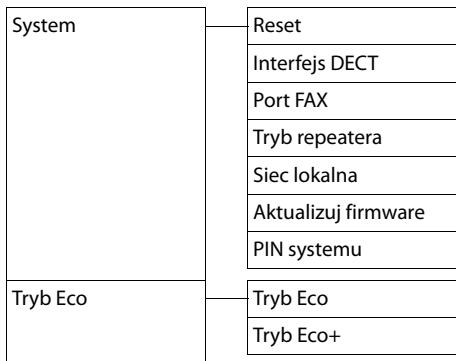 System
Reset
Interfejs DECT
Port FAX
Tryb repeatera
Siec lokalna
Aktualizuj firmware
PIN systemu
Tryb Eco
Tryb Eco
Tryb Eco+